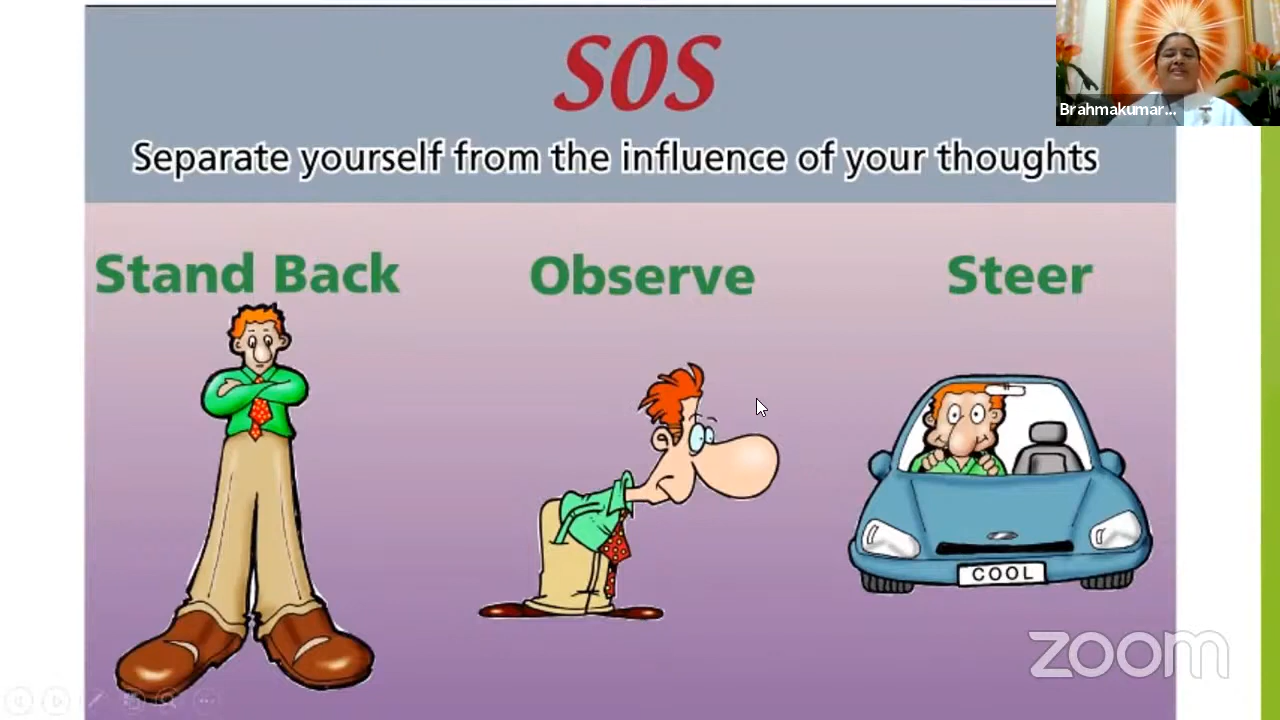 SOS
Brahmakumar...
Separate yourself from the influence of your thoughts
Stand Back
Observe
Steer
COOL
zoom